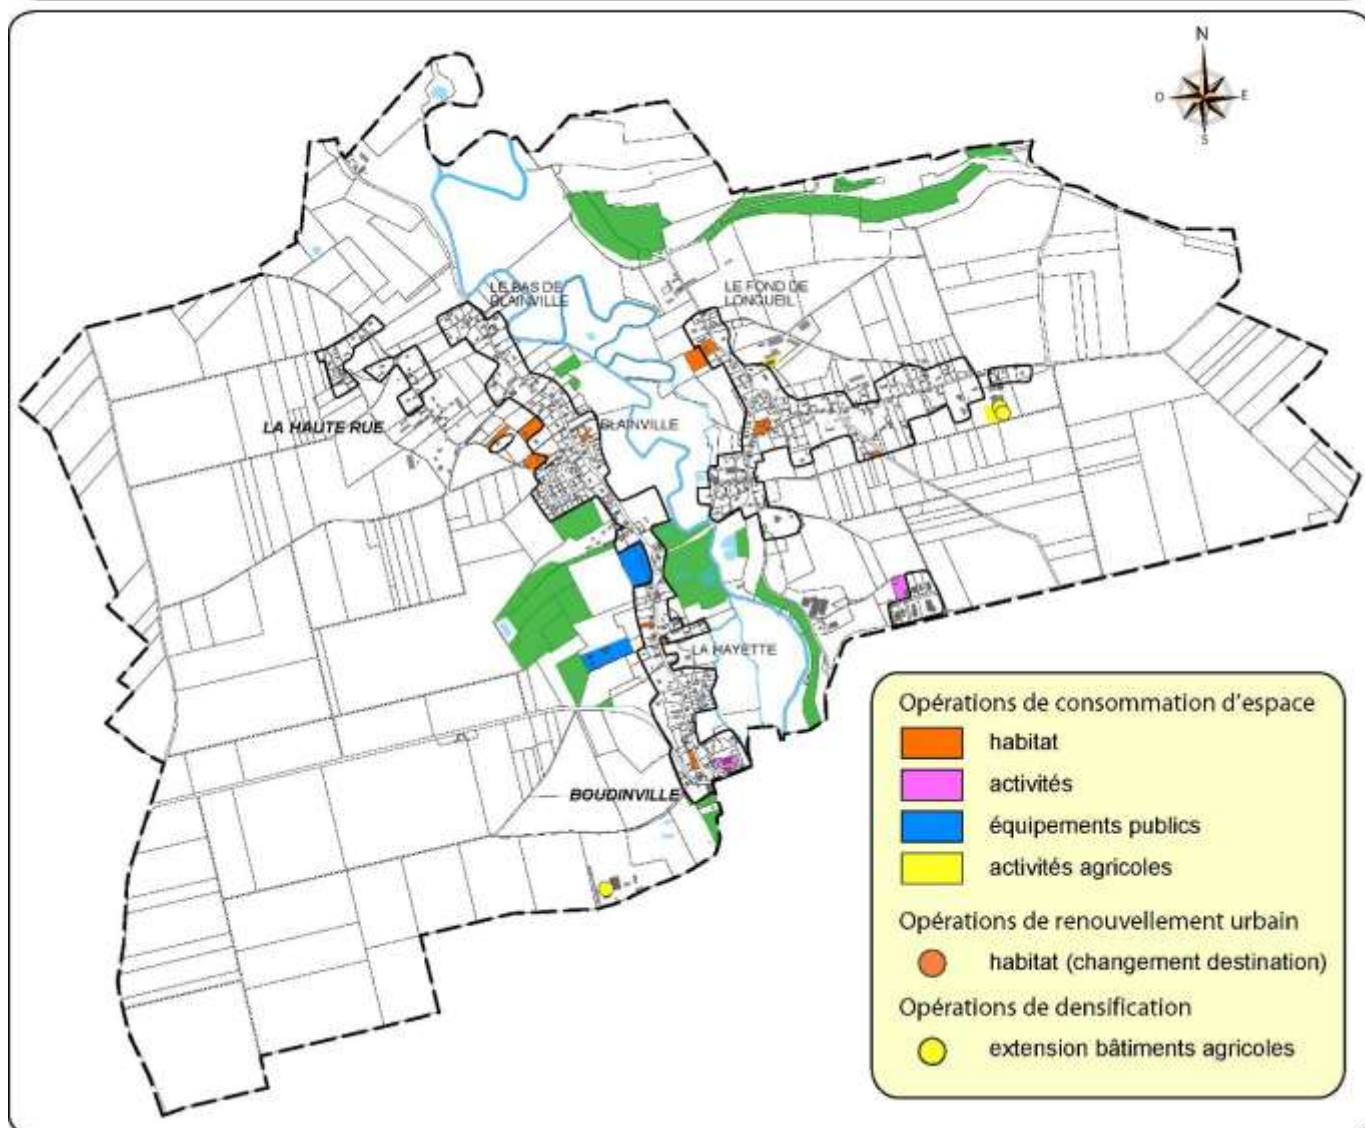 N
O
E
S
LE BAS DE
BLAINVILLE
LE FOND DE
LONGUEIL
LA HAUTE RUE
BLAINVILLE
LA HAYETTE
BOUDINVILLE
Opérations de consommation d'espace
habitat
activités
équipements publics
activités agricoles
Opérations de renouvellement urbain
habitat (changement destination)
Opérations de densification
extension bâtiments agricoles